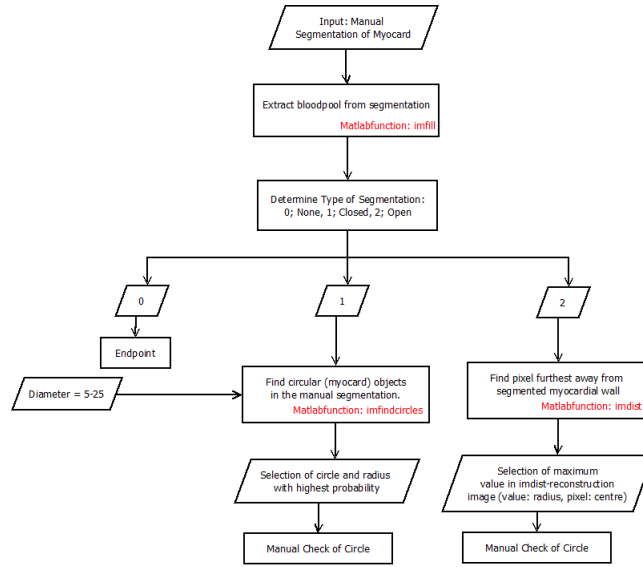 Input: Manual
Segmentation of Myocard
Extract bloodpool from segmentation
Matlabfunction: imfill
Determine Type of Segmentation:
0; None, 1; Closed, 2; Open
0
1
2
Endpoint
Diameter = 5-25
Find circular (myocard) objects
in the manual segmentation.
Matlabfunction: imfindcircles
Find pixel furthest away from
segmented myocardial wall
Matlabfunction: imdist
Selection of circle and radius
with highest probability
Selection of maximum
value in imdist-reconstruction
image (value: radius, pixel: centre)
Manual Check of Circle
Manual Check of Circle